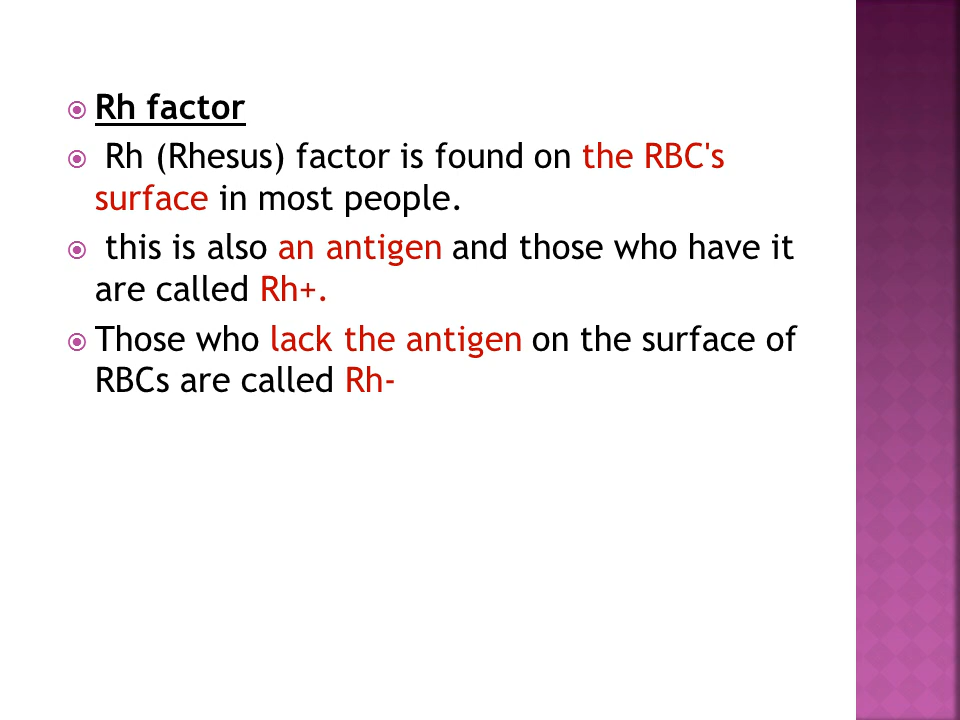 Rh factor
Rh (Rhesus) factor is found on the RBC's
surface in most people.
this is also an antigen and those who have it
are called Rh+.
Those who lack the antigen on the surface of
RBCs are called Rh-